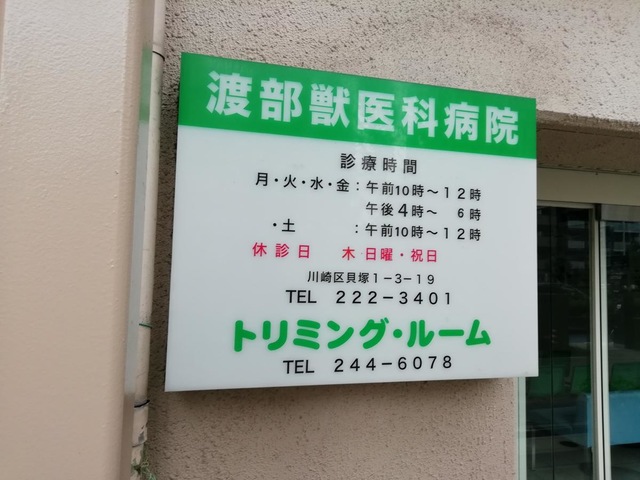 渡部獣医科病院
診療時間
月・火・水・金：午前10時～12時
午後4時～ 6時
・土 ：午前10時～12時
休診日 木 日曜・祝日
川崎区貝塚1-3-19
TEL 222-3401
トリミング・ルーム
TEL 244-6078